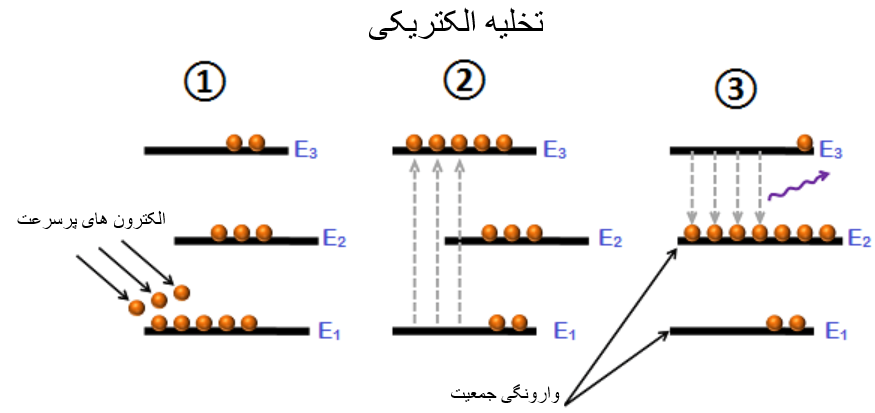 تخلیه الکتریکی
① ② ③
E3 E3 E3
الکترون های پرسرعت
E2 E2 E2
E1 E1 E1
وارونگی جمعیت